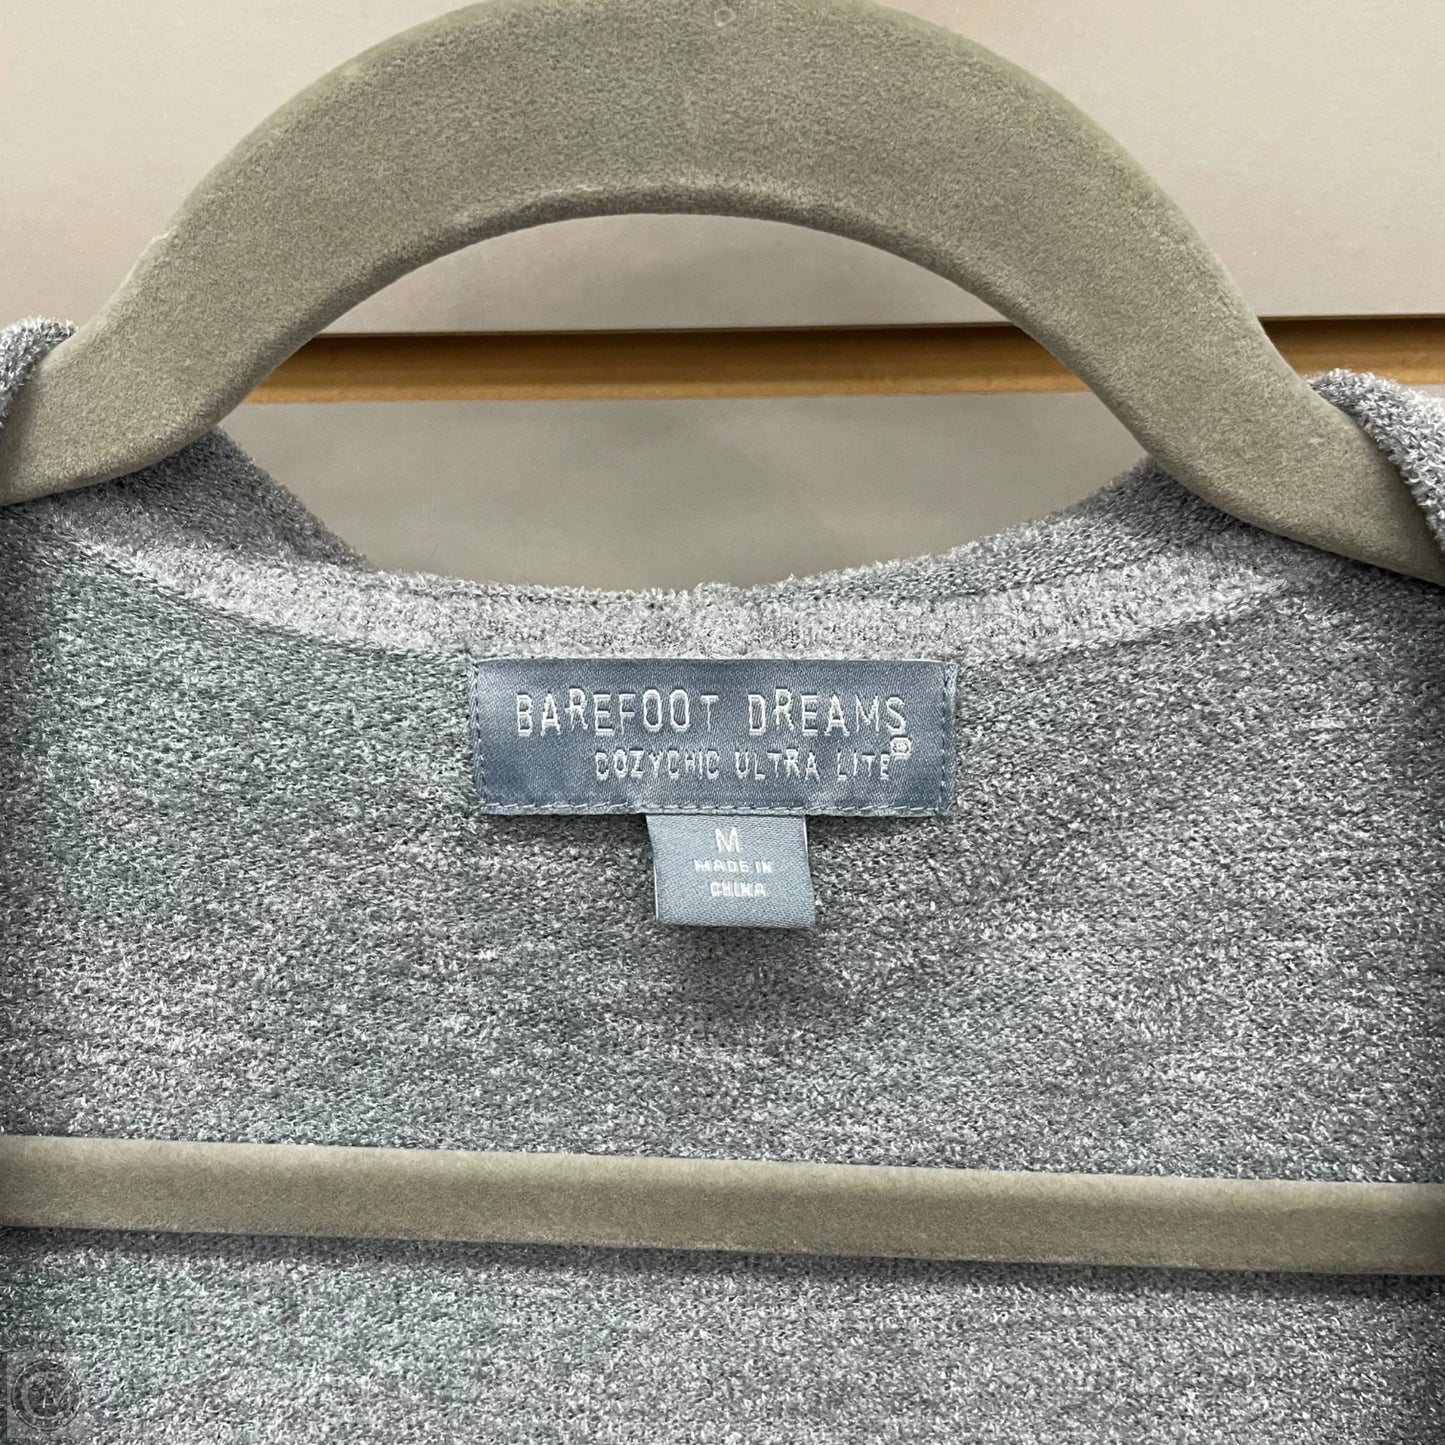 BAREFOOT DREAMS
COZYCHIC ULTRA LITE®
M
MADE IN
CHINA